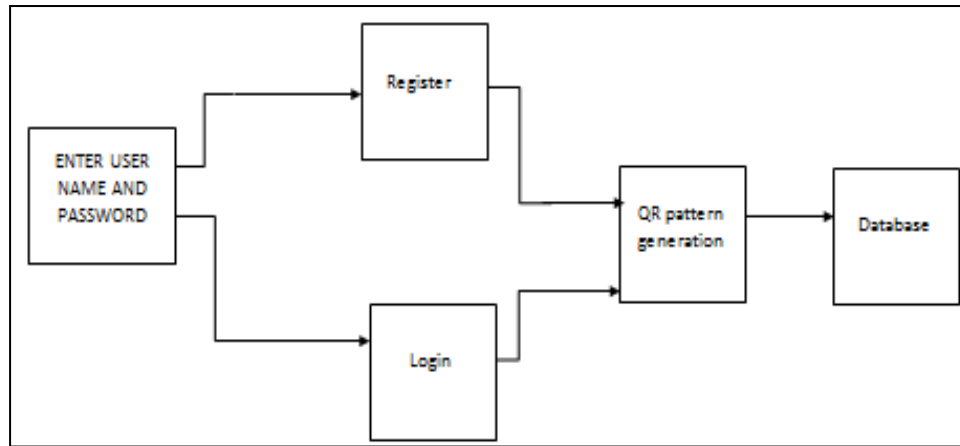 Register
ENTER USER
NAME AND
PASSWORD
QR pattern
generation
Database
Login